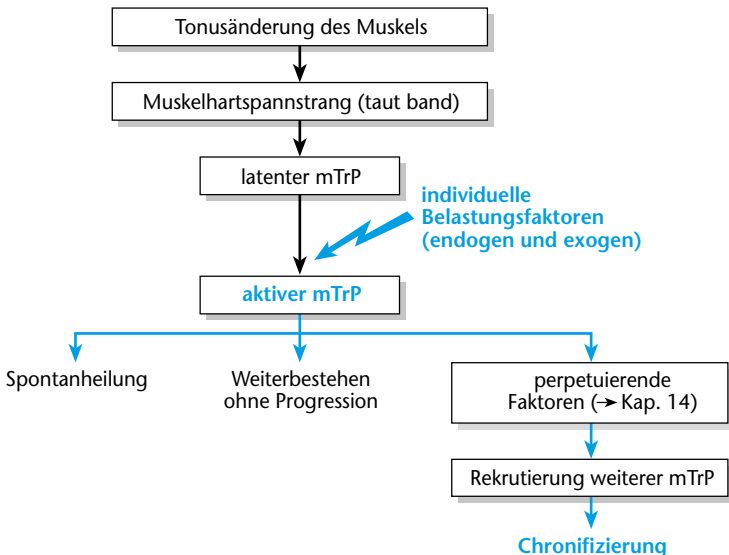 Tonusänderung des Muskels
Muskelhartspannstrang (taut band)
latenter mTrP
individuelle
Belastungsfaktoren
(endogen und exogen)
aktiver mTrP
Spontanheilung
Weiterbestehen
ohne Progression
perpetuierende
Faktoren (→ Kap. 14)
Rekrutierung weiterer mTrP
Chronifizierung